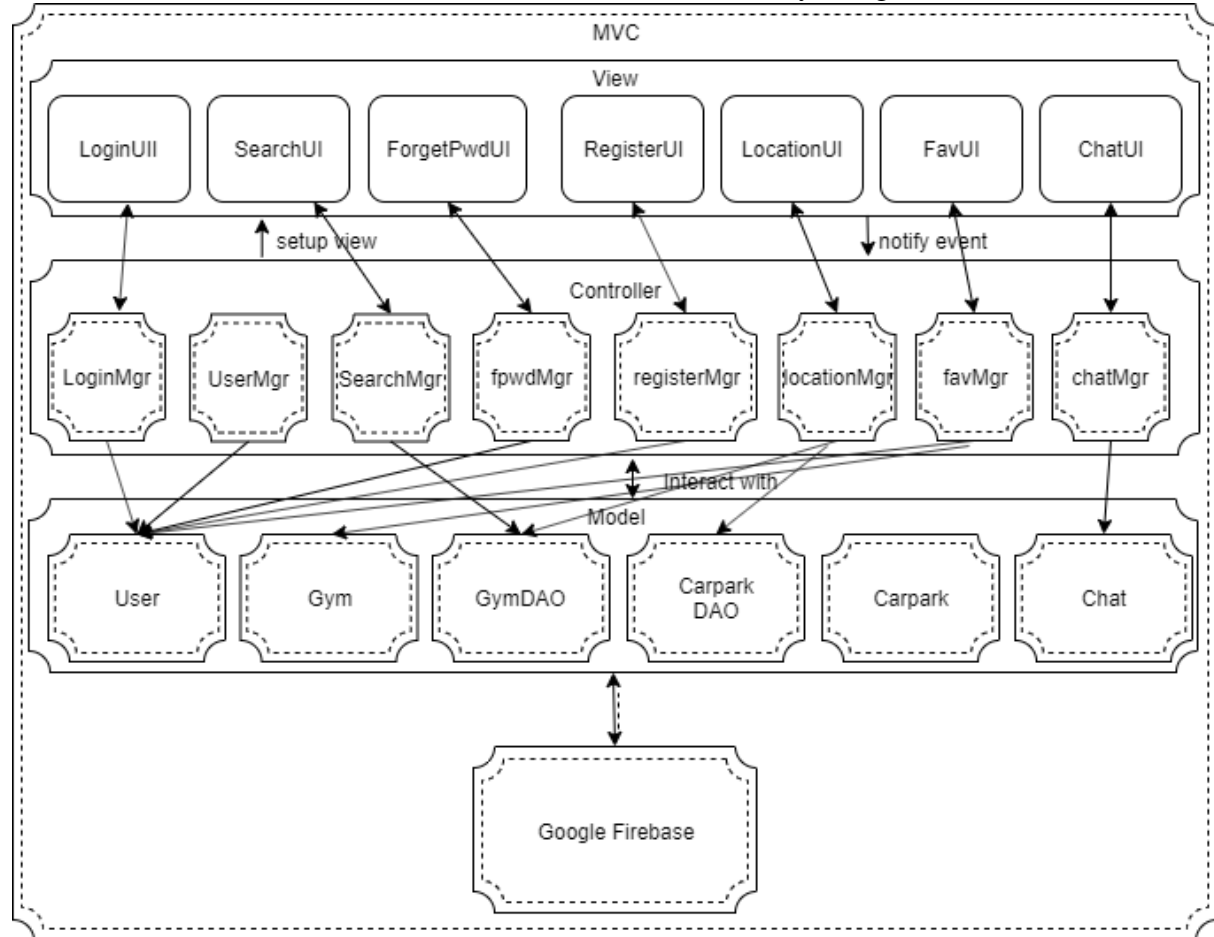 MVC
View
LoginUII
SearchUI
ForgetPwdUI
RegisterUI
LocationUI
FavUI
ChatUI
setup view
notify event
Controller
LoginMgr
UserMgr
SearchMgr
fpwdMgr
registerMgr
locationMgr
favMgr
chatMgr
Interact with
Model
User
Gym
GymDAO
Carpark
DAO
Carpark
Chat
Google Firebase